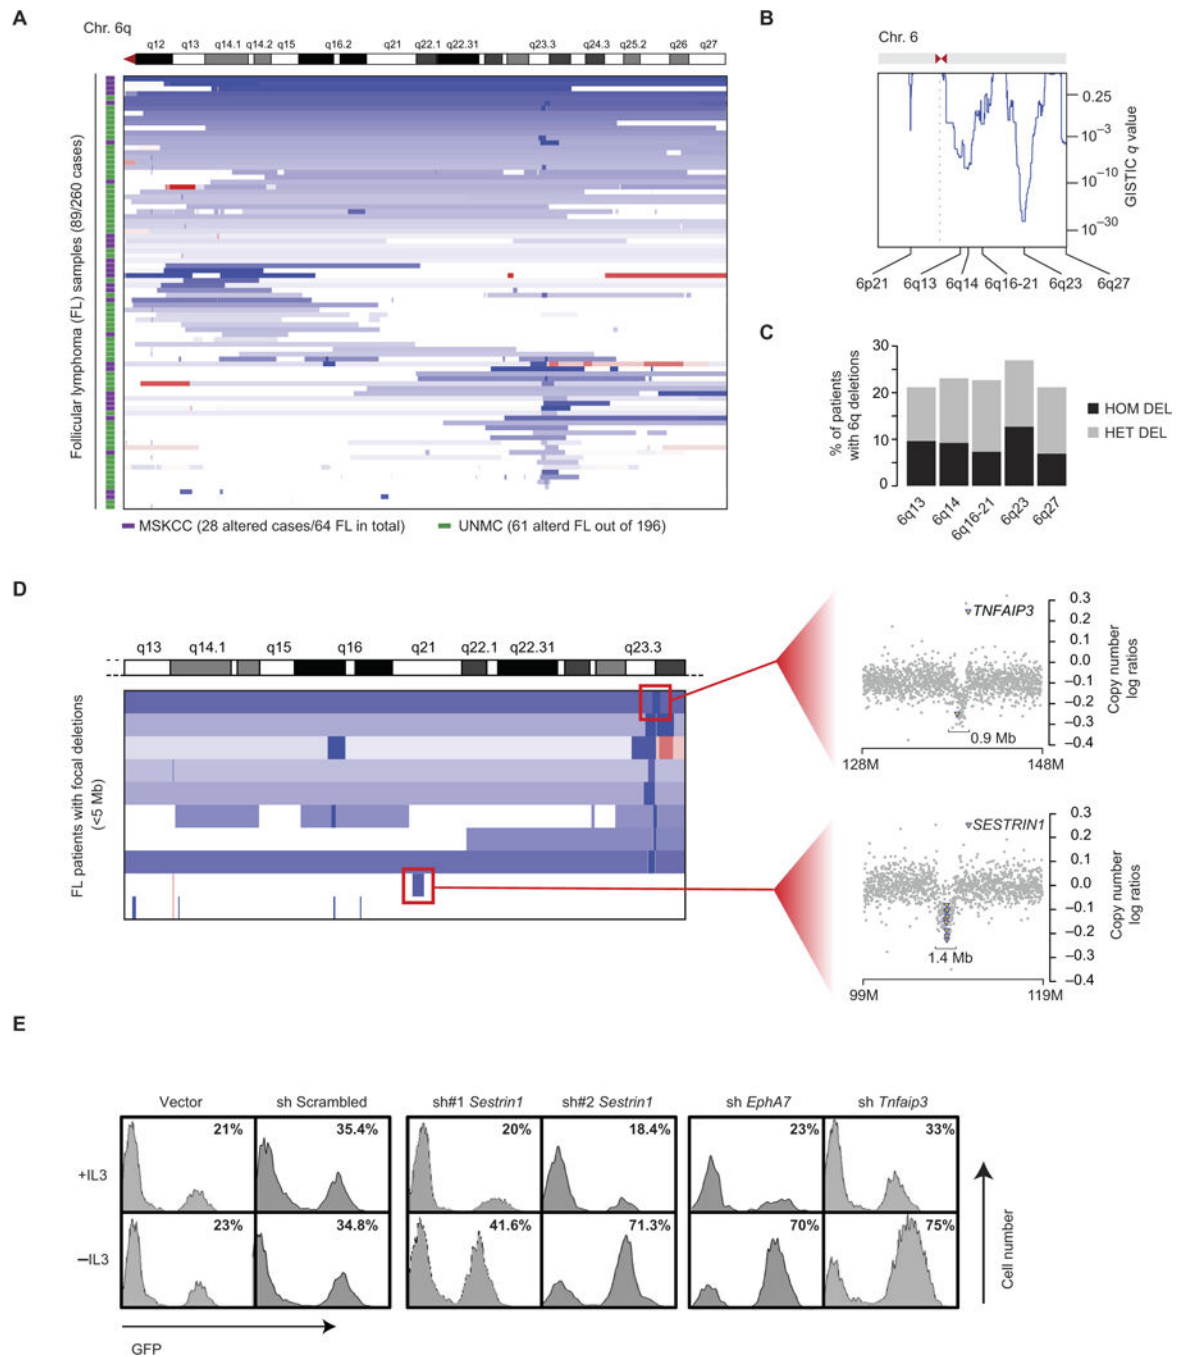 A
Chr. 6q
q12 q13 q14.1 q14.2 q15 q16.2 q21 q22.1 q22.31 q23.3 q24.3 q25.2 q26 q27
Follicular lymphoma (FL) samples (89/260 cases)
MSKCC (28 altered cases/64 FL in total) UNMC (61 alterd FL out of 196)
B
Chr. 6
0.25
10−3
10−10
10−30
GISTIC q value
6p21 6q13 6q14 6q16-21 6q23 6q27
C
% of patients
with 6q deletions
30
20
10
0
HOM DEL
HET DEL
6q13 6q14 6q16-21 6q23 6q27
D
q13 q14.1 q15 q16 q21 q22.1 q22.31 q23.3
FL patients with focal deletions
(<5 Mb)
TNFAIP3
0.3
0.2
0.1
0.0
−0.1
−0.2
−0.3
−0.4
Copy number
log ratios
0.9 Mb
128M 148M
SESTRIN1
0.3
0.2
0.1
0.0
−0.1
−0.2
−0.3
−0.4
Copy number
log ratios
1.4 Mb
99M 119M
E
Vector sh Scrambled sh#1 Sestrin1 sh#2 Sestrin1 sh EphA7 sh Tnfaip3
+IL3
21% 35.4% 20% 18.4% 23% 33%
−IL3
23% 34.8% 41.6% 71.3% 70% 75%
Cell number
GFP